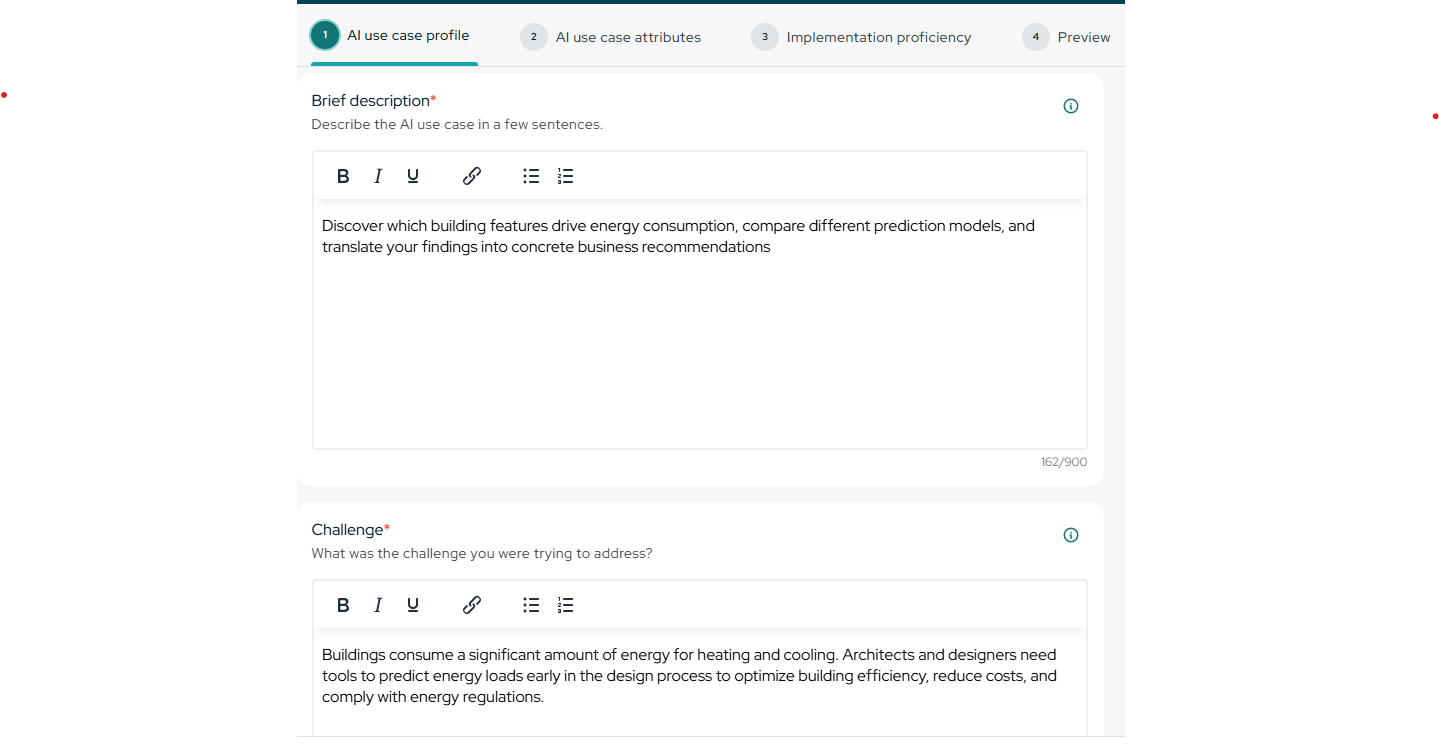 1 AI use case profile 2 AI use case attributes 3 Implementation proficiency 4 Preview
Brief description*
Describe the AI use case in a few sentences.
B I U
Discover which building features drive energy consumption, compare different prediction models, and
translate your findings into concrete business recommendations
162/900
Challenge*
What was the challenge you were trying to address?
B I U
Buildings consume a significant amount of energy for heating and cooling. Architects and designers need
tools to predict energy loads early in the design process to optimize building efficiency, reduce costs, and
comply with energy regulations.